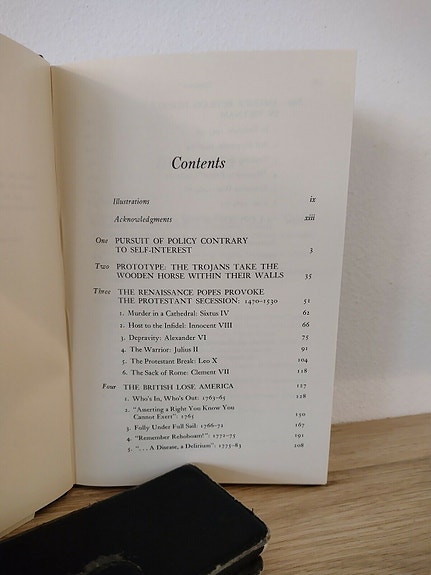 Contents
Illustrations ix
Acknowledgments xiii
One PURSUIT OF POLICY CONTRARY
TO SELF-INTEREST 3
Two PROTOTYPE: THE TROJANS TAKE THE
WOODEN HORSE WITHIN THEIR WALLS 35
Three THE RENAISSANCE POPES PROVOKE
THE PROTESTANT SECESSION: 1470–1530 51
1. Murder in a Cathedral: Sixtus IV 62
2. Host to the Infidel: Innocent VIII 66
3. Depravity: Alexander VI 75
4. The Warrior: Julius II 91
5. The Protestant Break: Leo X 104
6. The Sack of Rome: Clement VII 118
Four THE BRITISH LOSE AMERICA 127
1. Who's In, Who's Out: 1763–65 128
2. "Asserting a Right You Know You
Cannot Exert": 1765 150
3. Folly Under Full Sail: 1766–72 167
4. "Remember Rehoboam!": 1772–75 191
5. ". . . A Disease, a Delirium": 1775–83 208